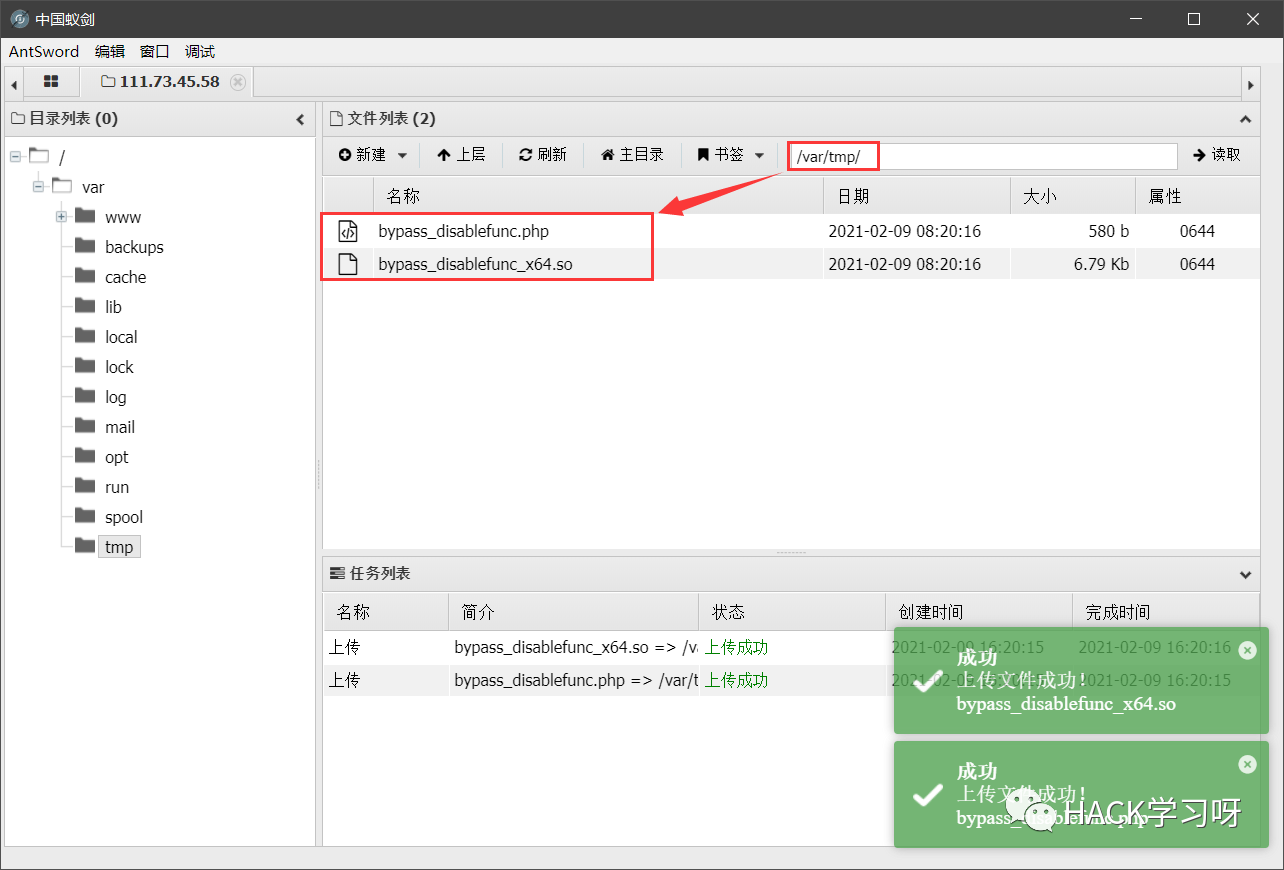 中国蚁剑
AntSword 编辑 窗口 调试
111.73.45.58
目录列表 (0)
/
var
www
backups
cache
lib
local
lock
log
mail
opt
run
spool
tmp
文件列表 (2)
新建 上层 刷新 主目录 书签 /var/tmp/ 读取
名称 日期 大小 属性
bypass_disablefunc.php 2021-02-09 08:20:16 580 b 0644
bypass_disablefunc_x64.so 2021-02-09 08:20:16 6.79 Kb 0644
任务列表
名称 简介 状态 创建时间 完成时间
上传 bypass_disablefunc_x64.so => /va 上传成功 2021-02-09 16:20:15 2021-02-09 16:20:16
上传 bypass_disablefunc.php => /var/t 上传成功 2021-02-09 16:20:15
成功
上传文件成功!
bypass_disablefunc_x64.so
成功
上传文件成功!
bypass_disablefunc.php
HACK学习呀